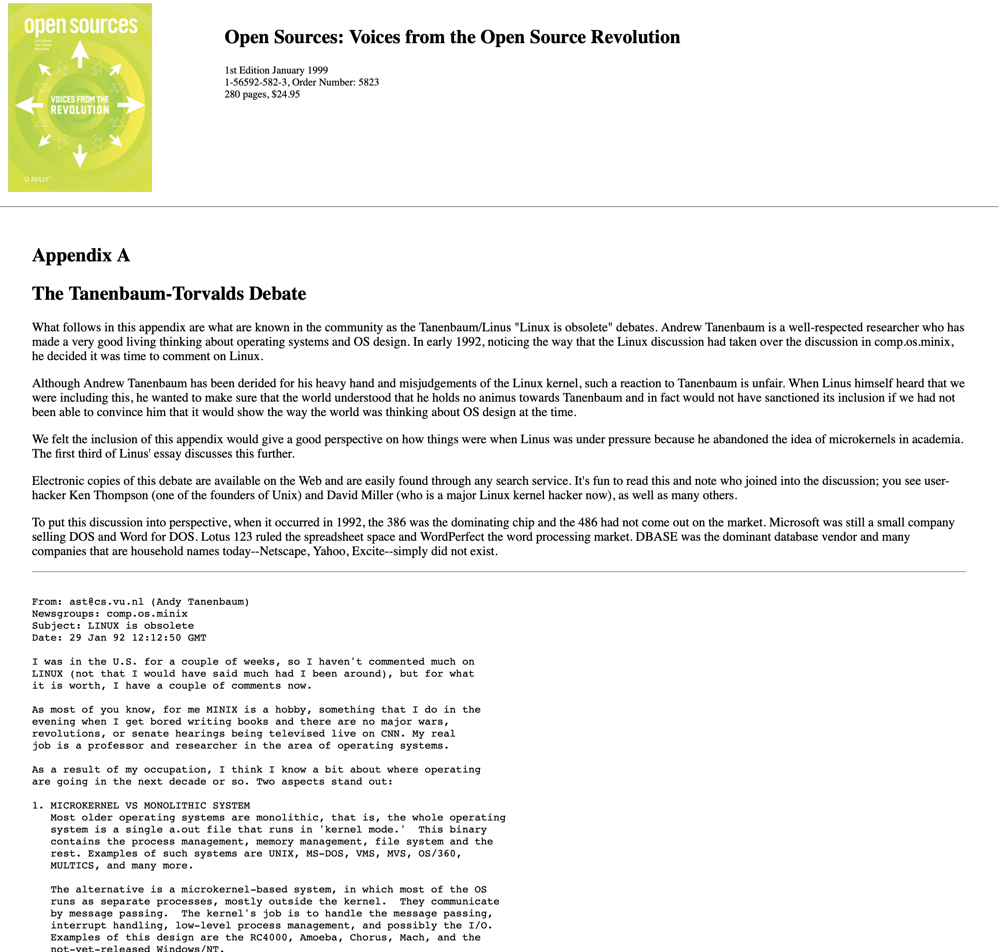 open sources
Chris DiBona
Sam Ockman
Mark Stone
VOICES FROM THE
REVOLUTION
O'REILLY
Open Sources: Voices from the Open Source Revolution
1st Edition January 1999
1-56592-582-3, Order Number: 5823
280 pages, $24.95
Appendix A
The Tanenbaum-Torvalds Debate
What follows in this appendix are what are known in the community as the Tanenbaum/Linus "Linux is obsolete" debates. Andrew Tanenbaum is a well-respected researcher who has
made a very good living thinking about operating systems and OS design. In early 1992, noticing the way that the Linux discussion had taken over the discussion in comp.os.minix,
he decided it was time to comment on Linux.
Although Andrew Tanenbaum has been derided for his heavy hand and misjudgements of the Linux kernel, such a reaction to Tanenbaum is unfair. When Linus himself heard that we
were including this, he wanted to make sure that the world understood that he holds no animus towards Tanenbaum and in fact would not have sanctioned its inclusion if we had not
been able to convince him that it would show the way the world was thinking about OS design at the time.
We felt the inclusion of this appendix would give a good perspective on how things were when Linus was under pressure because he abandoned the idea of microkernels in academia.
The first third of Linus' essay discusses this further.
Electronic copies of this debate are available on the Web and are easily found through any search service. It's fun to read this and note who joined into the discussion; you see user-
hacker Ken Thompson (one of the founders of Unix) and David Miller (who is a major Linux kernel hacker now), as well as many others.
To put this discussion into perspective, when it occurred in 1992, the 386 was the dominating chip and the 486 had not come out on the market. Microsoft was still a small company
selling DOS and Word for DOS. Lotus 123 ruled the spreadsheet space and WordPerfect the word processing market. DBASE was the dominant database vendor and many
companies that are household names today--Netscape, Yahoo, Excite--simply did not exist.
From: ast@cs.vu.nl (Andy Tanenbaum)
Newsgroups: comp.os.minix
Subject: LINUX is obsolete
Date: 29 Jan 92 12:12:50 GMT
I was in the U.S. for a couple of weeks, so I haven't commented much on
LINUX (not that I would have said much had I been around), but for what
it is worth, I have a couple of comments now.
As most of you know, for me MINIX is a hobby, something that I do in the
evening when I get bored writing books and there are no major wars,
revolutions, or senate hearings being televised live on CNN. My real
job is a professor and researcher in the area of operating systems.
As a result of my occupation, I think I know a bit about where operating
are going in the next decade or so. Two aspects stand out:
1. MICROKERNEL VS MONOLITHIC SYSTEM
Most older operating systems are monolithic, that is, the whole operating
system is a single a.out file that runs in 'kernel mode.'  This binary
contains the process management, memory management, file system and the
rest. Examples of such systems are UNIX, MS-DOS, VMS, MVS, OS/360,
MULTICS, and many more.
The alternative is a microkernel-based system, in which most of the OS
runs as separate processes, mostly outside the kernel.  They communicate
by message passing.  The kernel's job is to handle the message passing,
interrupt handling, low-level process management, and possibly the I/O.
Examples of this design are the RC4000, Amoeba, Chorus, Mach, and the
not-yet-released Windows/NT.